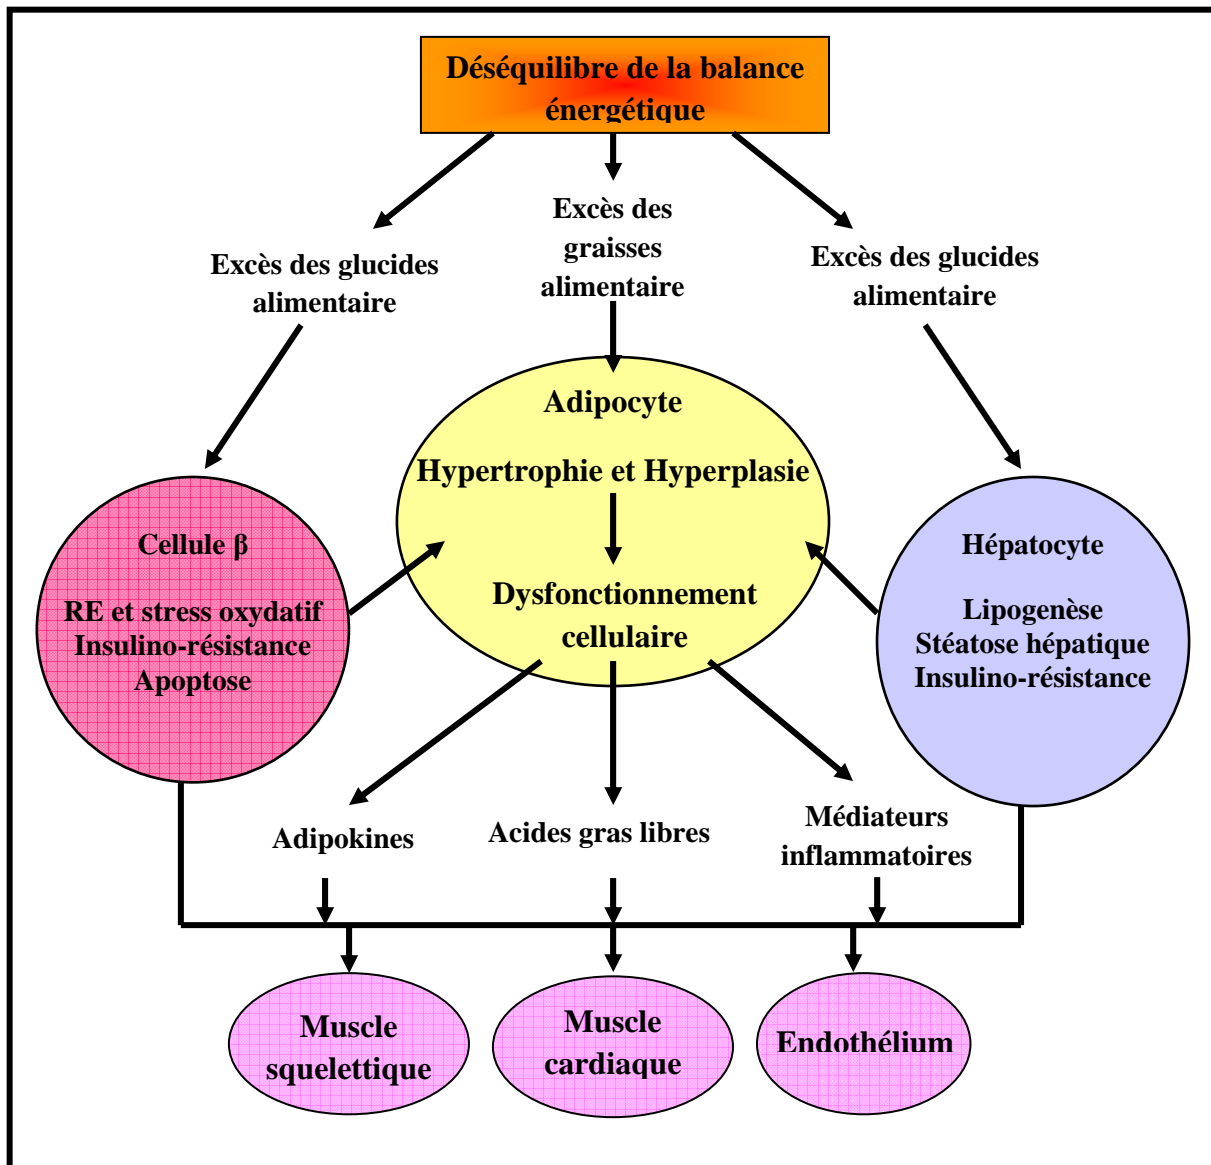 Déséquilibre de la balance
énergétique
Excès des glucides
alimentaire
Excès des
graisses
alimentaire
Excès des glucides
alimentaire
Adipocyte
Hypertrophie et Hyperplasie
Dysfonctionnement
cellulaire
Cellule β
RE et stress oxydatif
Insulino-résistance
Apoptose
Hépatocyte
Lipogenèse
Stéatose hépatique
Insulino-résistance
Adipokines
Acides gras libres
Médiateurs
inflammatoires
Muscle
squelettique
Muscle
cardiaque
Endothélium